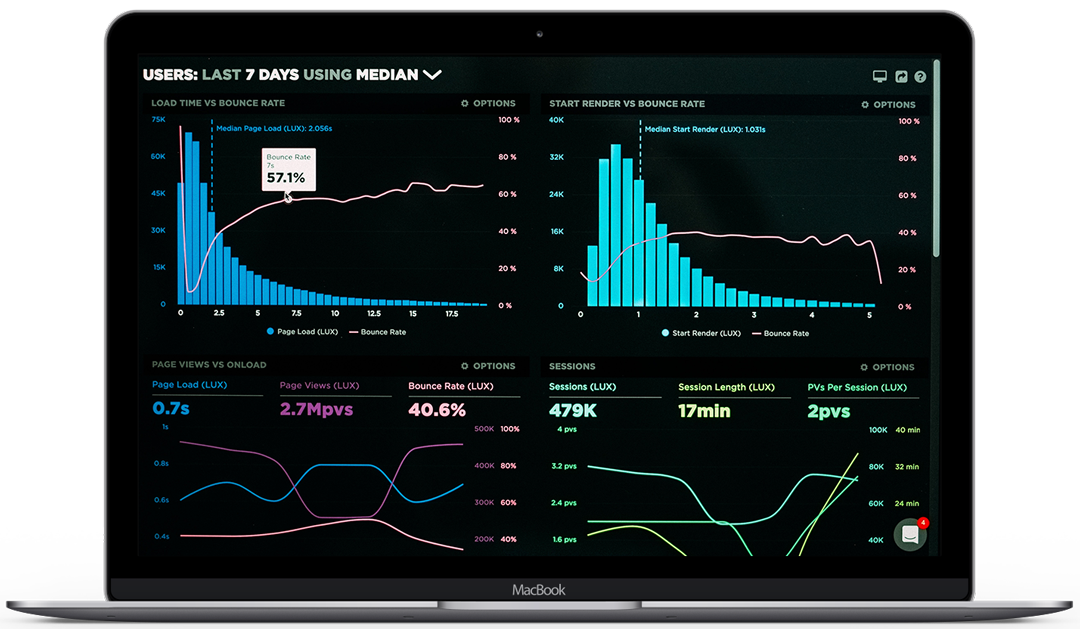 USERS: LAST 7 DAYS USING MEDIAN
LOAD TIME VS BOUNCE RATE
OPTIONS
75K
60K
45K
30K
15K
0
100 %
80 %
60 %
40 %
20 %
0 %
Median Page Load (LUX): 2.056s
Bounce Rate
7s
57.1%
0 2.5 5 7.5 10 12.5 15 17.5
Page Load (LUX) Bounce Rate
START RENDER VS BOUNCE RATE
OPTIONS
?
40K
32K
24K
16K
8K
0
100 %
80 %
60 %
40 %
20 %
0 %
Median Start Render (LUX): 1.031s
0 1 2 3 4 5
Start Render (LUX) Bounce Rate
PAGE VIEWS VS ONLOAD
OPTIONS
Page Load (LUX)
0.7s
Page Views (LUX)
2.7Mpvs
Bounce Rate (LUX)
40.6%
1s
0.8s
0.6s
0.4s
500K 100%
400K 80%
300K 60%
200K 40%
SESSIONS
OPTIONS
Sessions (LUX)
479K
Session Length (LUX)
17min
PVs Per Session (LUX)
2pvs
4 pvs
3.2 pvs
2.4 pvs
1.6 pvs
100K 40 min
80K 32 min
60K 24 min
40K
4
MacBook